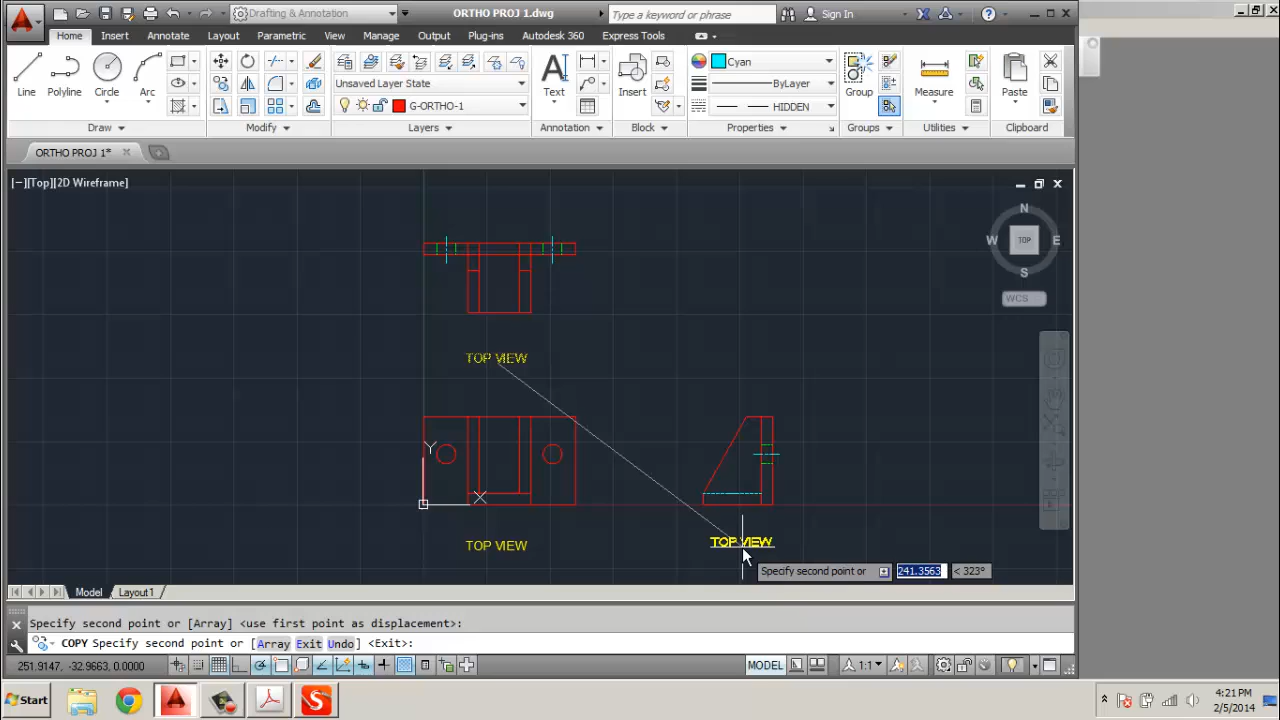 Drafting & Annotation
ORTHO PROJ 1.dwg
Type a keyword or phrase
Sign In
Home Insert Annotate Layout Parametric View Manage Output Plug-ins Autodesk 360 Express Tools
Line Polyline Circle Arc
Unsaved Layer State
G-ORTHO-1
Text
Insert
Cyan
ByLayer
HIDDEN
Group
Measure
Paste
Draw Modify Layers Annotation Block Properties Groups Utilities Clipboard
ORTHO PROJ 1*
[−][Top][2D Wireframe]
N
W TOP E
S
WCS
TOP VIEW
Y
X
TOP VIEW
TOP VIEW
Specify second point or 241.3563 < 323°
Model Layout1
Specify second point or [Array] <use first point as displacement>:
COPY Specify second point or [Array Exit Undo] <Exit>:
251.9147, -32.9663, 0.0000 MODEL 1:1
Start
4:21 PM
2/5/2014